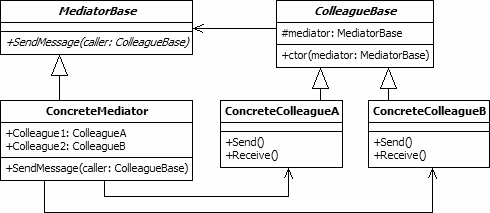 MediatorBase
+SendMessage(caller: ColleagueBase)
ColleagueBase
#mediator: MediatorBase
+ctor(mediator: MediatorBase)
ConcreteMediator
+Colleague1: ColleagueA
+Colleague2: ColleagueB
+SendMessage(caller: ColleagueBase)
ConcreteColleagueA
+Send()
+Receive()
ConcreteColleagueB
+Send()
+Receive()